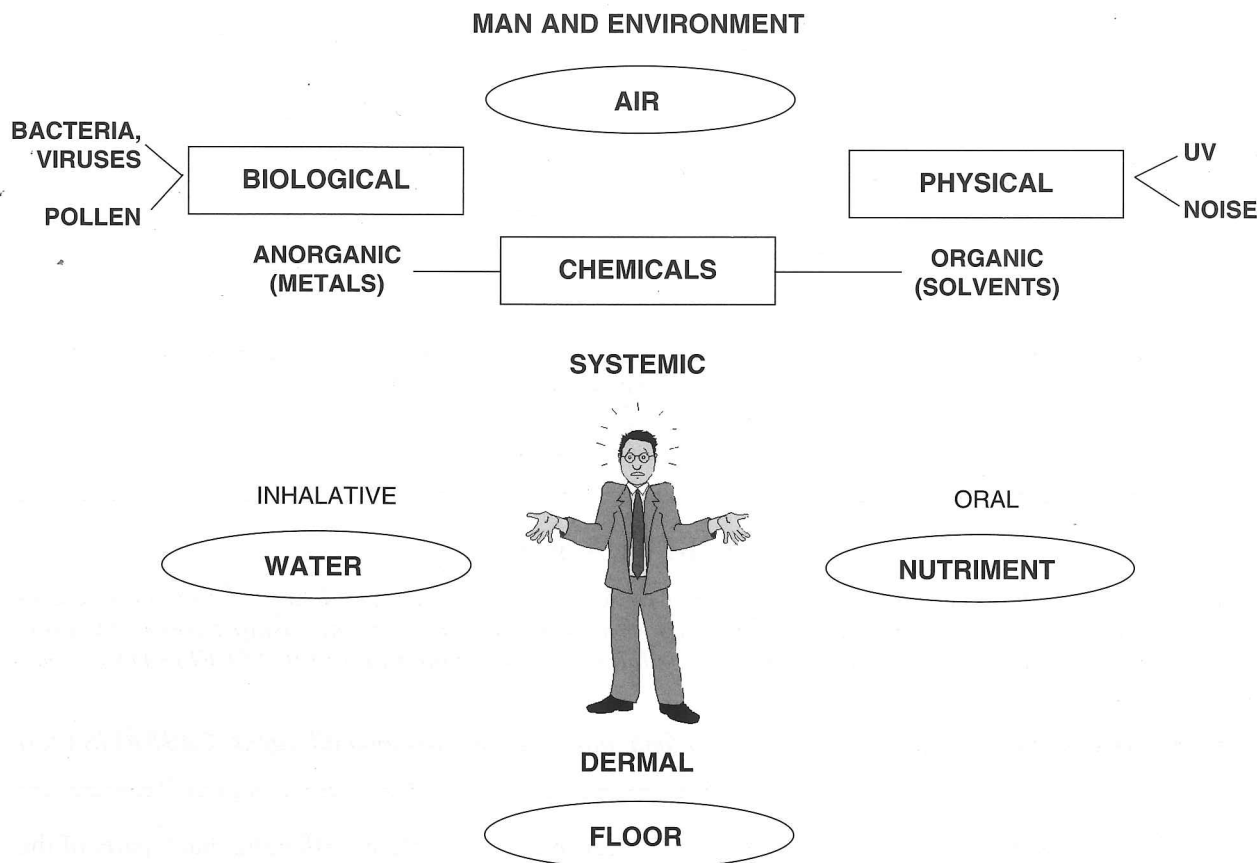 MAN AND ENVIRONMENT
AIR
BACTERIA,
VIRUSES
POLLEN
BIOLOGICAL
PHYSICAL
UV
NOISE
ANORGANIC
(METALS)
CHEMICALS
ORGANIC
(SOLVENTS)
SYSTEMIC
INHALATIVE
WATER
ORAL
NUTRIMENT
DERMAL
FLOOR